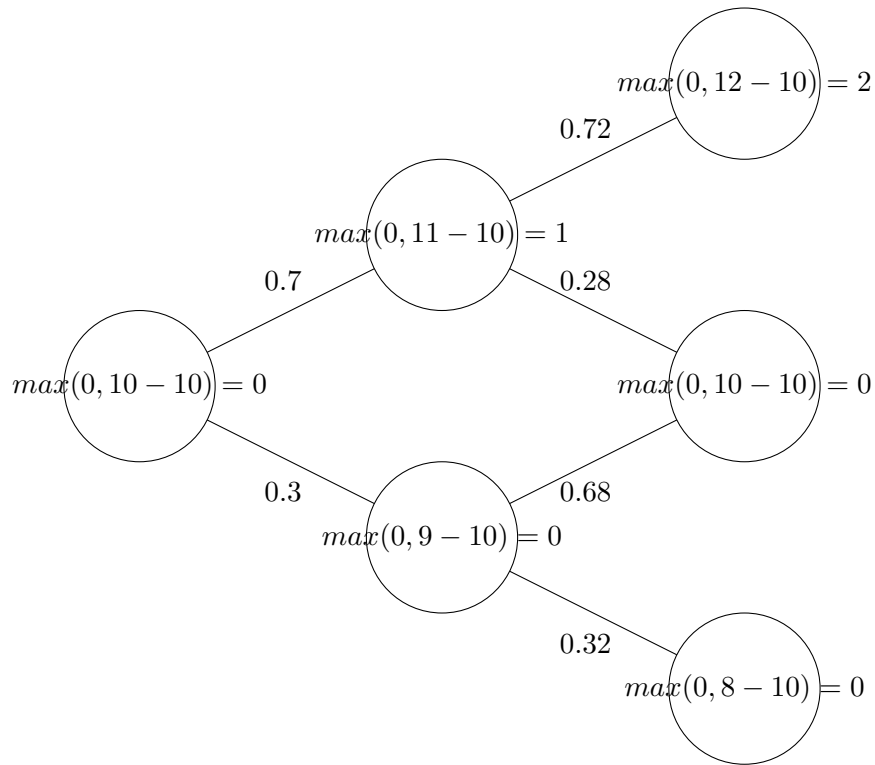 max(0, 12 − 10) = 2
0.72
max(0, 11 − 10) = 1
0.7
0.28
max(0, 10 − 10) = 0
max(0, 10 − 10) = 0
0.3
0.68
max(0, 9 − 10) = 0
0.32
max(0, 8 − 10) = 0